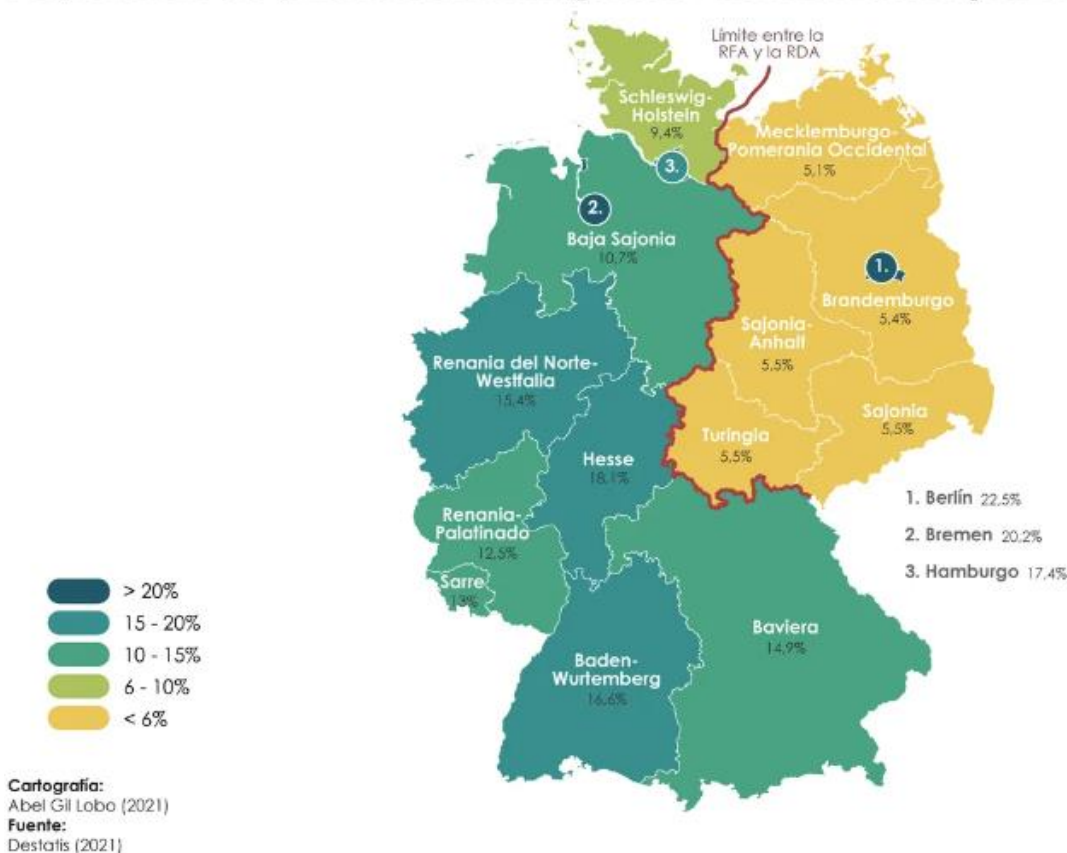 Límite entre la
RFA y la RDA
Schleswig-
Holstein
9,4%
Mecklemburgo-
Pomerania Occidental
5,1%
3.
2.
Baja Sajonia
10,7%
1.
Brandemburgo
5,4%
Sajonia-
Anhalt
5,5%
Renania del Norte-
Westfalia
15,4%
Sajonia
5,5%
Turingia
5,5%
Hesse
18,1%
Renania-
Palatinado
12,5%
1. Berlín 22,5%
2. Bremen 20,2%
3. Hamburgo 17,4%
Sarre
13%
Baviera
14,9%
Baden-
Wurtemberg
16,6%
> 20%
15 - 20%
10 - 15%
6 - 10%
< 6%
Cartografía:
Abel Gil Lobo (2021)
Fuente:
Destatis (2021)